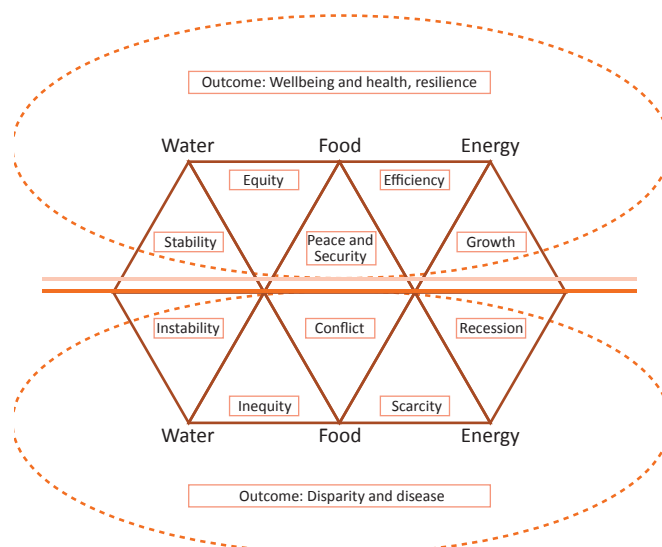 Outcome: Wellbeing and health, resilience
Water Food Energy
Equity Efficiency
Stability Peace and Security Growth
Instability Conflict Recession
Inequity Scarcity
Water Food Energy
Outcome: Disparity and disease